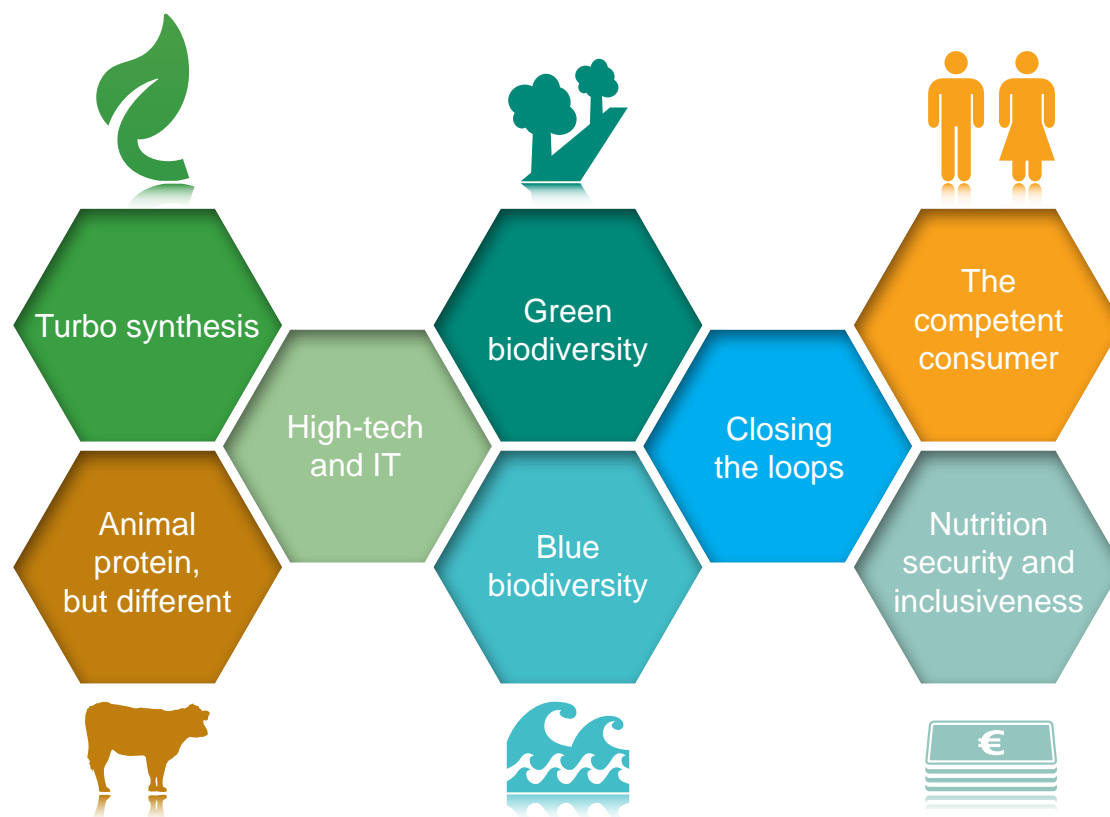 Turbo synthesis
Green
biodiversity
The
competent
consumer
High-tech
and IT
Closing
the loops
Animal
protein,
but different
Blue
biodiversity
Nutrition
security and
inclusiveness
€